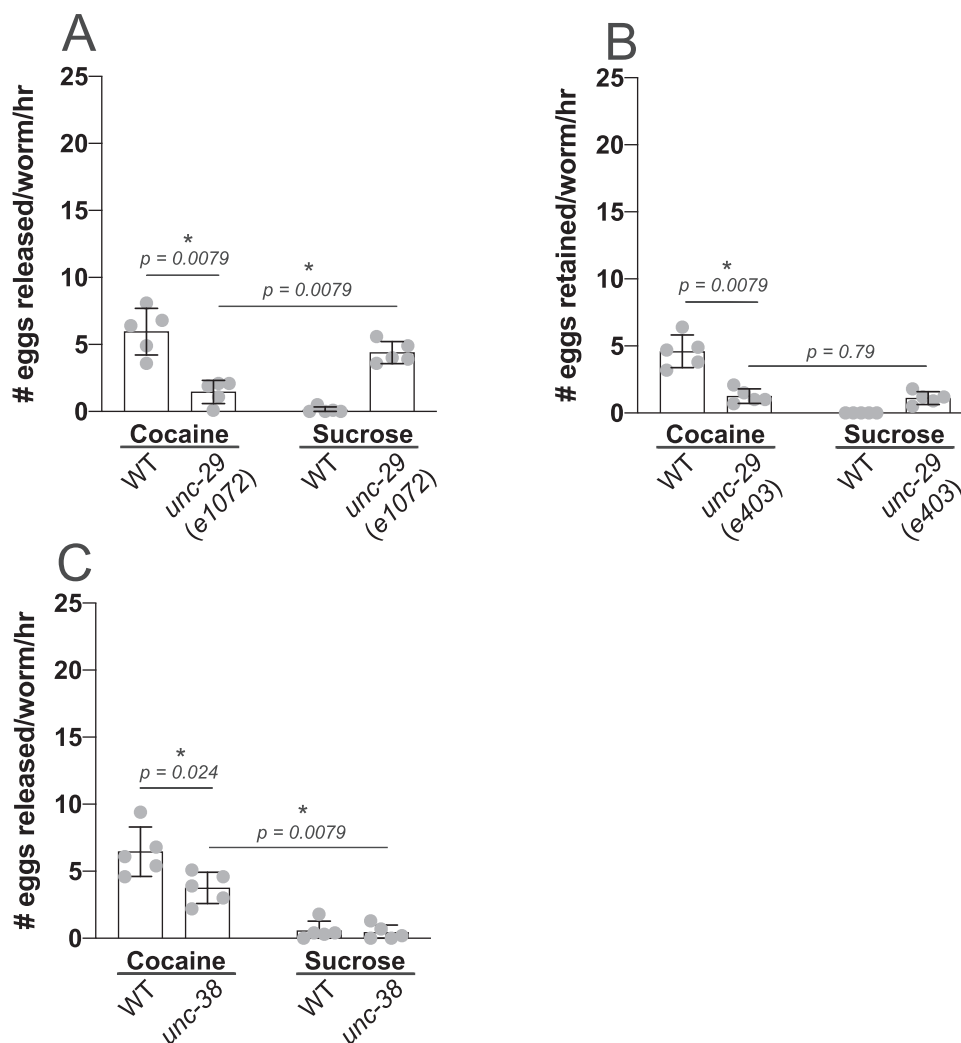 A
# eggs released/worm/hr
25
20
15
10
5
0
*
p = 0.0079
*
p = 0.0079
Cocaine
Sucrose
WT
unc-29
(e1072)
WT
unc-29
(e1072)
B
# eggs retained/worm/hr
25
20
15
10
5
0
*
p = 0.0079
p = 0.79
Cocaine
Sucrose
WT
unc-29
(e403)
WT
unc-29
(e403)
C
# eggs released/worm/hr
25
20
15
10
5
0
*
p = 0.024
*
p = 0.0079
Cocaine
Sucrose
WT
unc-38
WT
unc-38